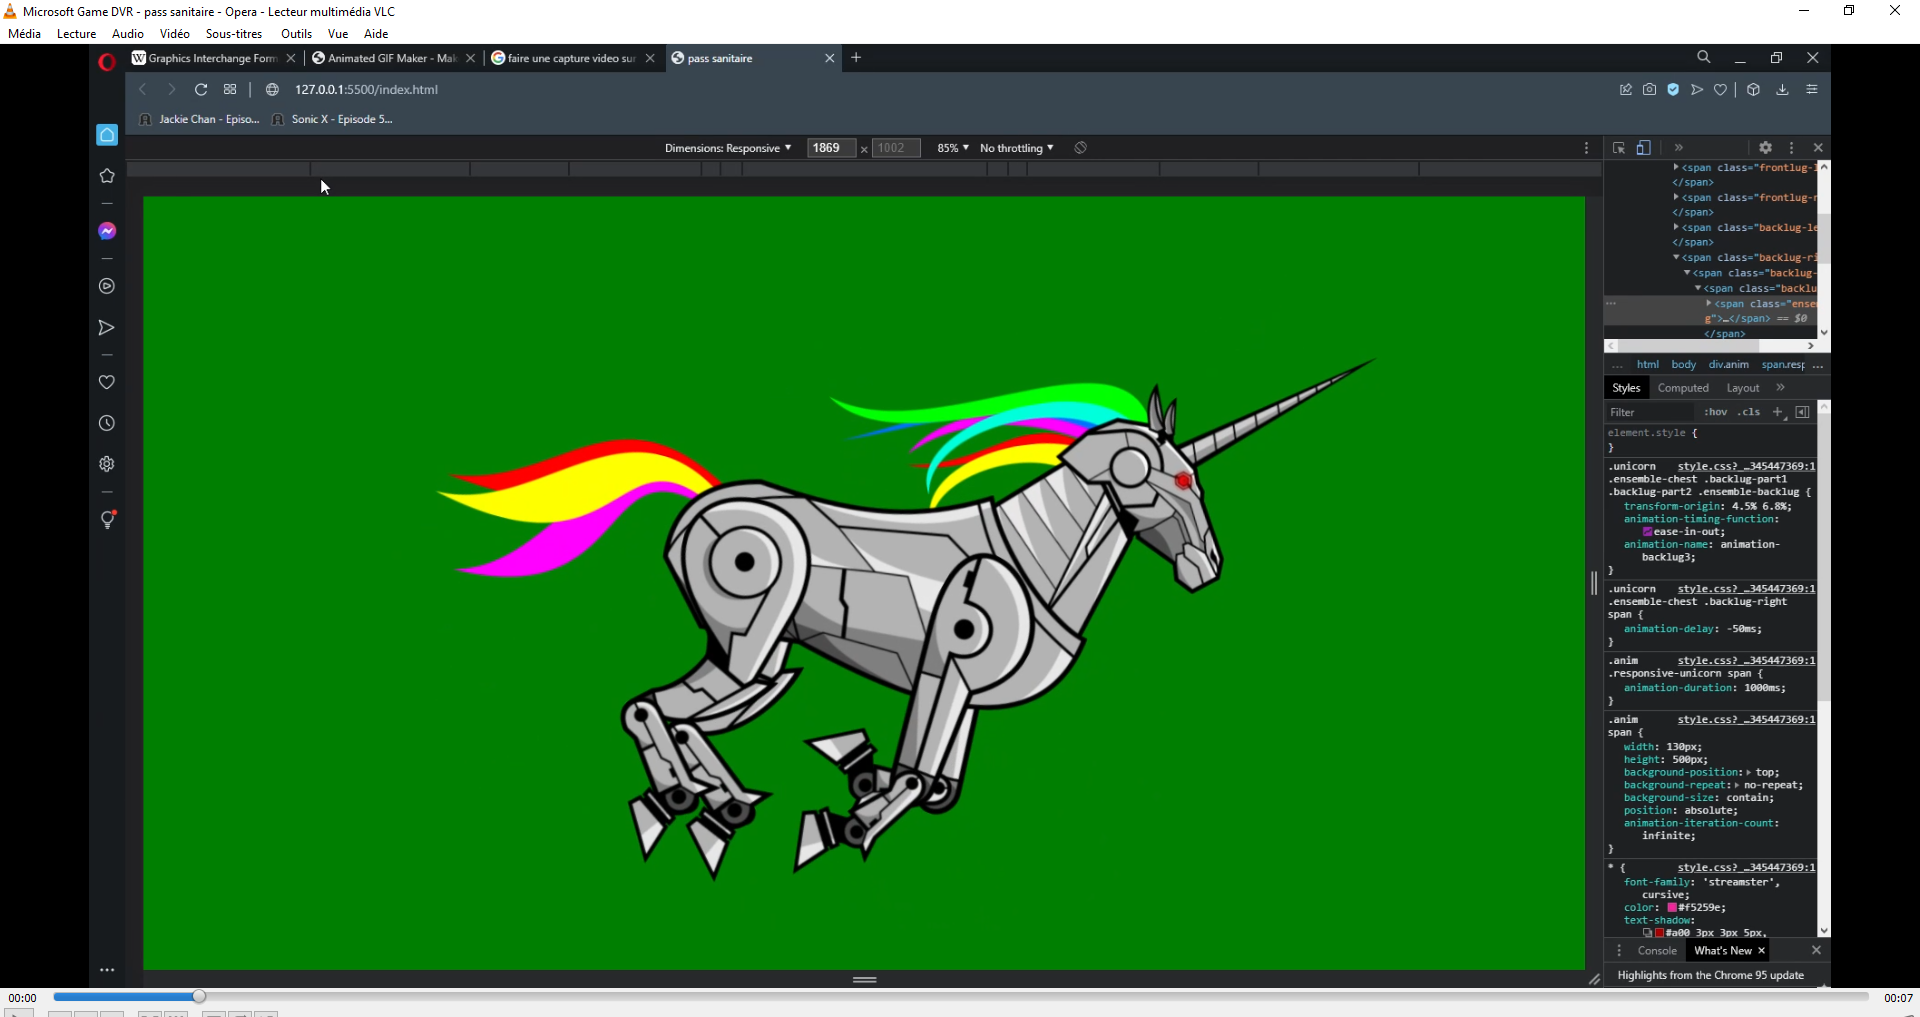 Microsoft Game DVR - pass sanitaire - Opera - Lecteur multimédia VLC
Média Lecture Audio Vidéo Sous-titres Outils Vue Aide
Graphics Interchange Form Animated GIF Maker - Mak faire une capture video sur pass sanitaire
127.0.0.1:5500/index.html
Jackie Chan - Episo... Sonic X - Episode 5...
Dimensions: Responsive 1869 x 1002 85% No throttling
<span class="frontlug-l
</span>
<span class="frontlug-r
</span>
<span class="backlug-le
</span>
<span class="backlug-ri
<span class="backlug-
<span class="backlu
<span class="ensem
g">…</span> == $0
</span>
... html body div.anim span.resp ...
Styles Computed Layout
Filter :hov .cls
element.style {
}
.unicorn style.css?_…345447369:1
.ensemble-chest .backlug-part1
.backlug-part2 .ensemble-backlug {
transform-origin: 4.5% 6.8%;
animation-timing-function:
ease-in-out;
animation-name: animation-
backlug3;
}
.unicorn style.css?_…345447369:1
.ensemble-chest .backlug-right
span {
animation-delay: -50ms;
}
.anim style.css?_…345447369:1
.responsive-unicorn span {
animation-duration: 1000ms;
}
.anim style.css?_…345447369:1
span {
width: 130px;
height: 500px;
background-position: top;
background-repeat: no-repeat;
background-size: contain;
position: absolute;
animation-iteration-count:
infinite;
}
* { style.css?_…345447369:1
font-family: 'streamster',
cursive;
color: #f5259e;
text-shadow:
#a00 3px 3px 5px,
Console What's New
Highlights from the Chrome 95 update
00:00 00:07